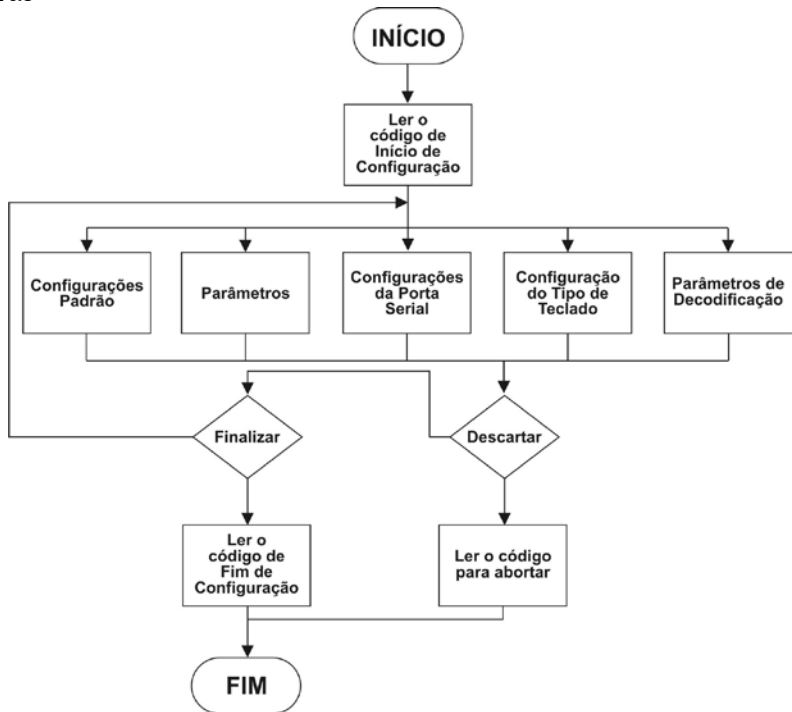 INÍCIO
Ler o
código de
Início de
Configuração
Configurações
Padrão
Parâmetros
Configurações
da Porta
Serial
Configuração
do Tipo de
Teclado
Parâmetros de
Decodificação
Finalizar
Descartar
Ler o
código de
Fim de
Configuração
Ler o código
para abortar
FIM